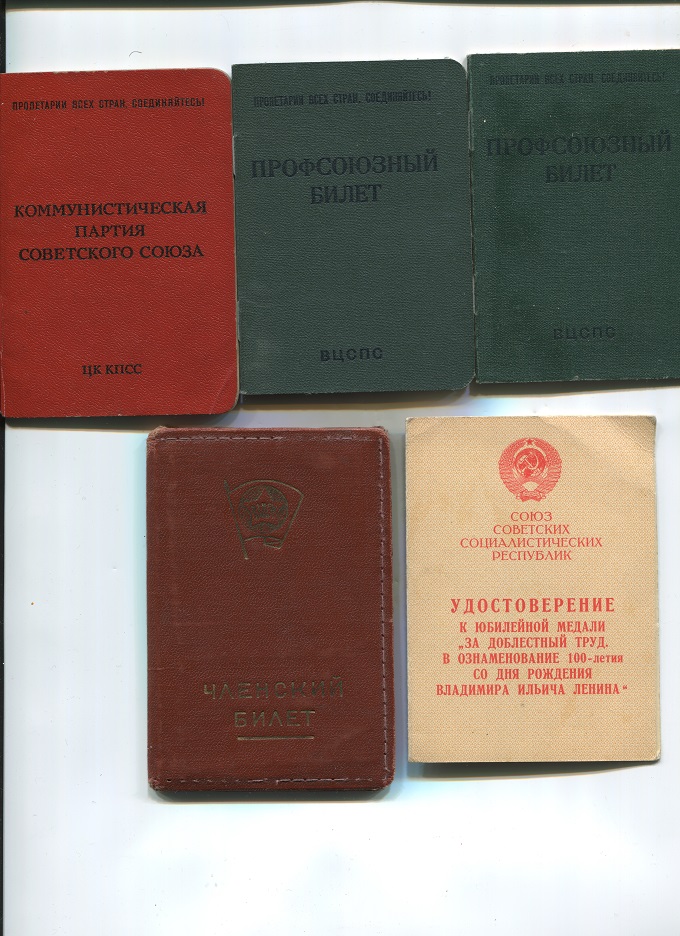 ПРОЛЕТАРИИ ВСЕХ СТРАН, СОЕДИНЯЙТЕСЬ!
КОММУНИСТИЧЕСКАЯ
ПАРТИЯ
СОВЕТСКОГО СОЮЗА
ЦК КПСС
ПРОЛЕТАРИИ ВСЕХ СТРАН, СОЕДИНЯЙТЕСЬ!
ПРОФСОЮЗНЫЙ
БИЛЕТ
ВЦСПС
ПРОЛЕТАРИИ ВСЕХ СТРАН, СОЕДИНЯЙТЕСЬ!
ПРОФСОЮЗНЫЙ
БИЛЕТ
ВЦСПС
ЧЛЕНСКИЙ
БИЛЕТ
СОЮЗ
СОВЕТСКИХ
СОЦИАЛИСТИЧЕСКИХ
РЕСПУБЛИК
УДОСТОВЕРЕНИЕ
К ЮБИЛЕЙНОЙ МЕДАЛИ
„ЗА ДОБЛЕСТНЫЙ ТРУД.
В ОЗНАМЕНОВАНИЕ 100-летия
СО ДНЯ РОЖДЕНИЯ
ВЛАДИМИРА ИЛЬИЧА ЛЕНИНА“